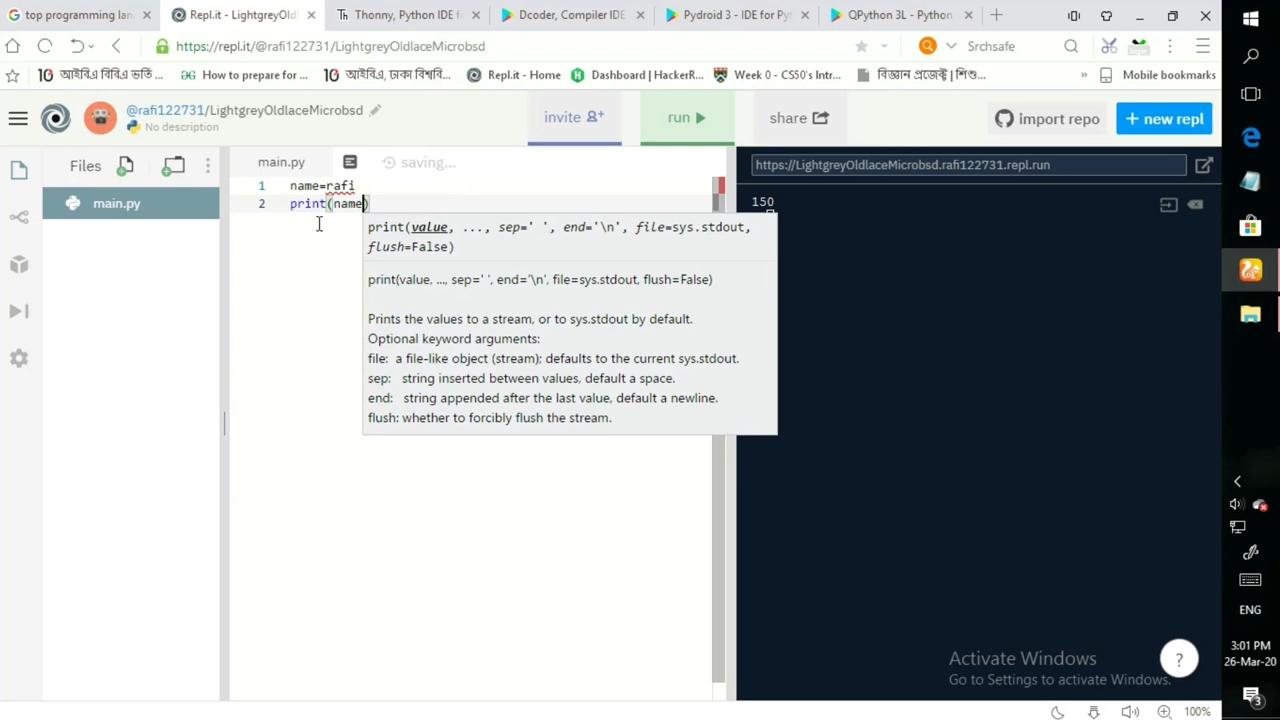 top programming lan
Repl.it - LightgreyOldl
Thonny, Python IDE f
Dcoder, Compiler IDE
Pydroid 3 - IDE for Py
QPython 3L - Python
https://repl.it/@rafi122731/LightgreyOldlaceMicrobsd
Srchsafe
আইবিএ বিবিএ ভর্তি ...
How to prepare for ...
আইবিএ, ঢাকা বিশ্ববি...
Repl.it - Home
Dashboard | HackerR...
Week 0 - CS50's Intr...
বিজ্ঞান প্রজেক্ট | শিশু...
»
Mobile bookmarks
@rafi122731/LightgreyOldlaceMicrobsd
No description
invite
run
share
import repo
+ new repl
Files
main.py
saving...
https://LightgreyOldlaceMicrobsd.rafi122731.repl.run
main.py
1 name=rafi
2 print(name)
150
print(value, ..., sep=' ', end='\n', file=sys.stdout,
flush=False)
print(value, ..., sep=' ', end='\n', file=sys.stdout, flush=False)
Prints the values to a stream, or to sys.stdout by default.
Optional keyword arguments:
file: a file-like object (stream); defaults to the current sys.stdout.
sep: string inserted between values, default a space.
end: string appended after the last value, default a newline.
flush: whether to forcibly flush the stream.
ENG
3:01 PM
26-Mar-20
Activate Windows
Go to Settings to activate Windows.
?
3
100%